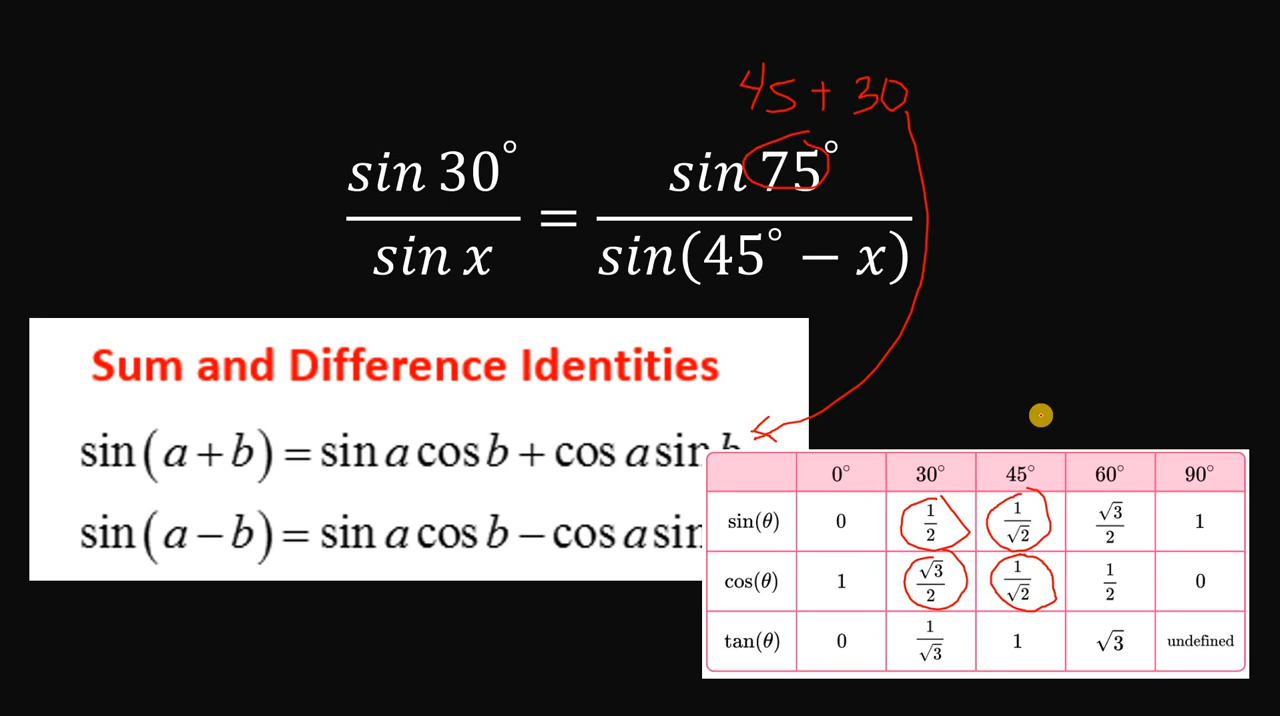 45 + 30
sin 30° / sin x = sin 75° / sin(45° − x)
Sum and Difference Identities
sin(a + b) = sin a cos b + cos a sin b
sin(a − b) = sin a cos b − cos a sin
0° 30° 45° 60° 90°
sin(θ) 0 1/2 1/√2 √3/2 1
cos(θ) 1 √3/2 1/√2 1/2 0
tan(θ) 0 1/√3 1 √3 undefined